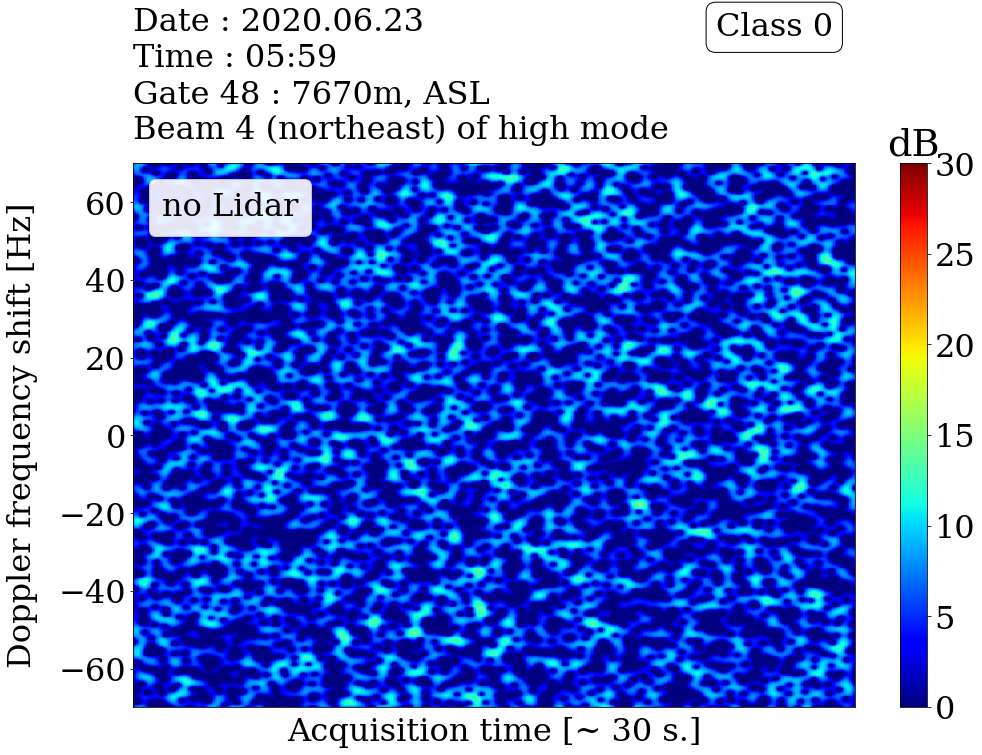 Date : 2020.06.23
Time : 05:59
Gate 48 : 7670m, ASL
Beam 4 (northeast) of high mode
Class 0
dB
no Lidar
Doppler frequency shift [Hz]
60
40
20
0
−20
−40
−60
30
25
20
15
10
5
0
Acquisition time [~ 30 s.]